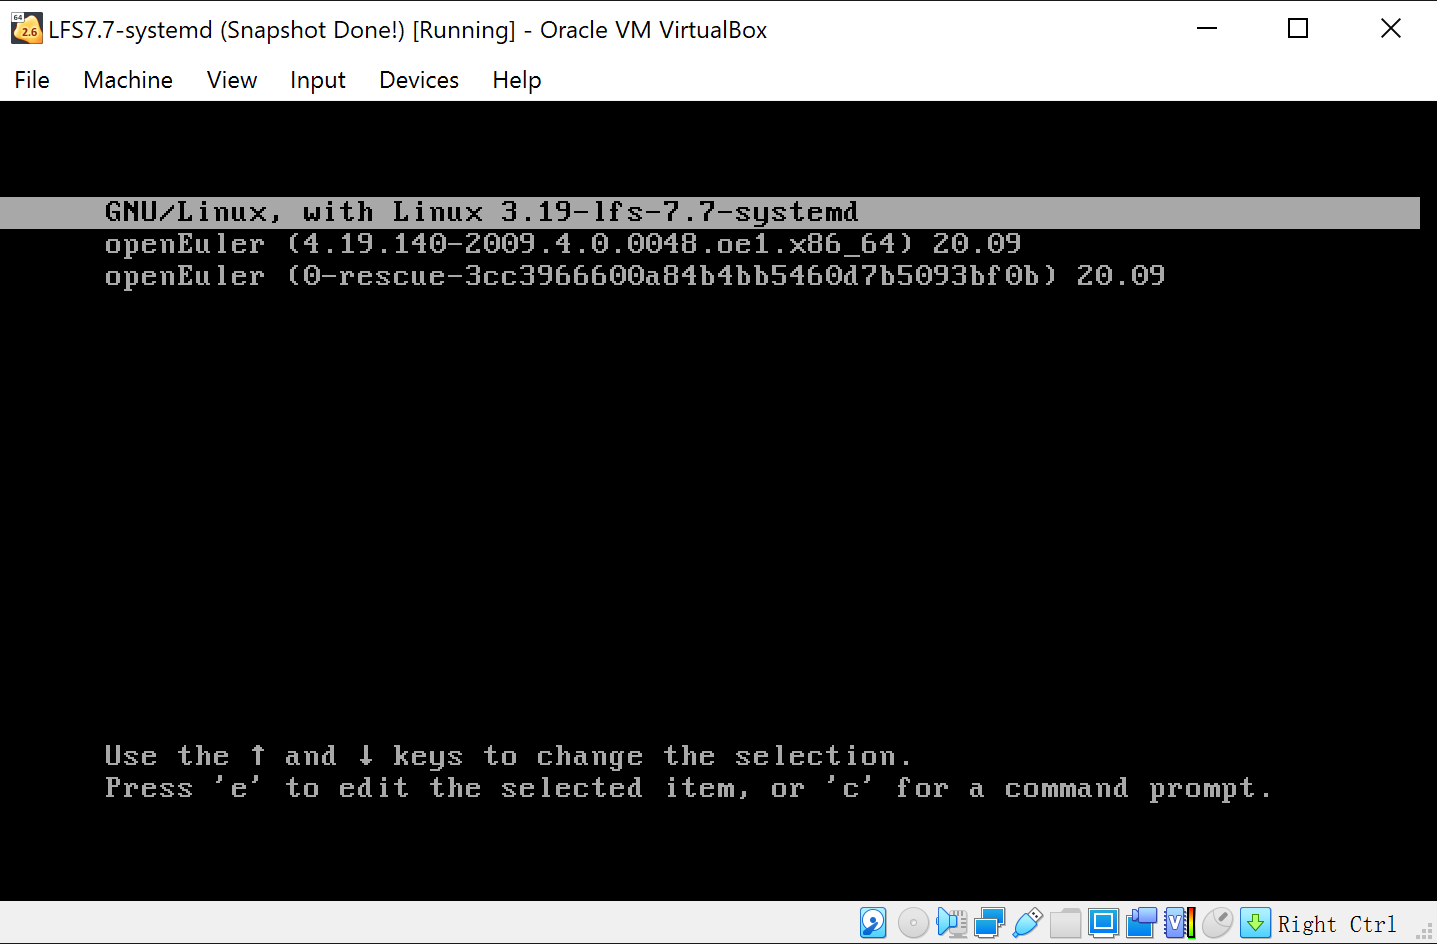 64
2.6
LFS7.7-systemd (Snapshot Done!) [Running] - Oracle VM VirtualBox
File Machine View Input Devices Help
GNU/Linux, with Linux 3.19-lfs-7.7-systemd
openEuler (4.19.140-2009.4.0.0048.oe1.x86_64) 20.09
openEuler (0-rescue-3cc3966600a84b4bb5460d7b5093bf0b) 20.09
Use the ↑ and ↓ keys to change the selection.
Press 'e' to edit the selected item, or 'c' for a command prompt.
V
Right Ctrl